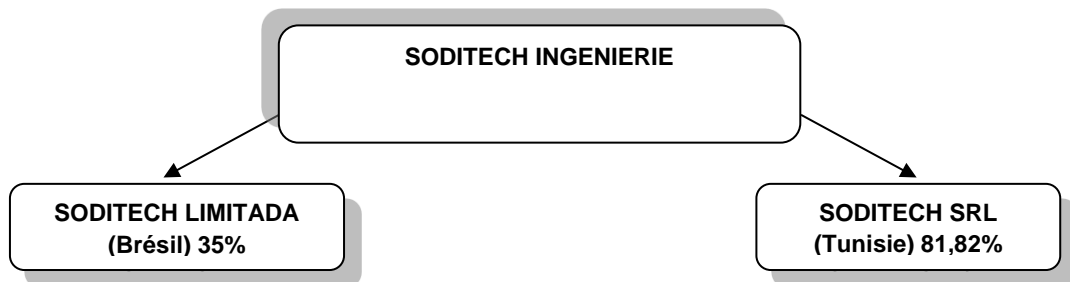 SODITECH INGENIERIE
SODITECH LIMITADA
(Brésil) 35%
SODITECH SRL
(Tunisie) 81,82%